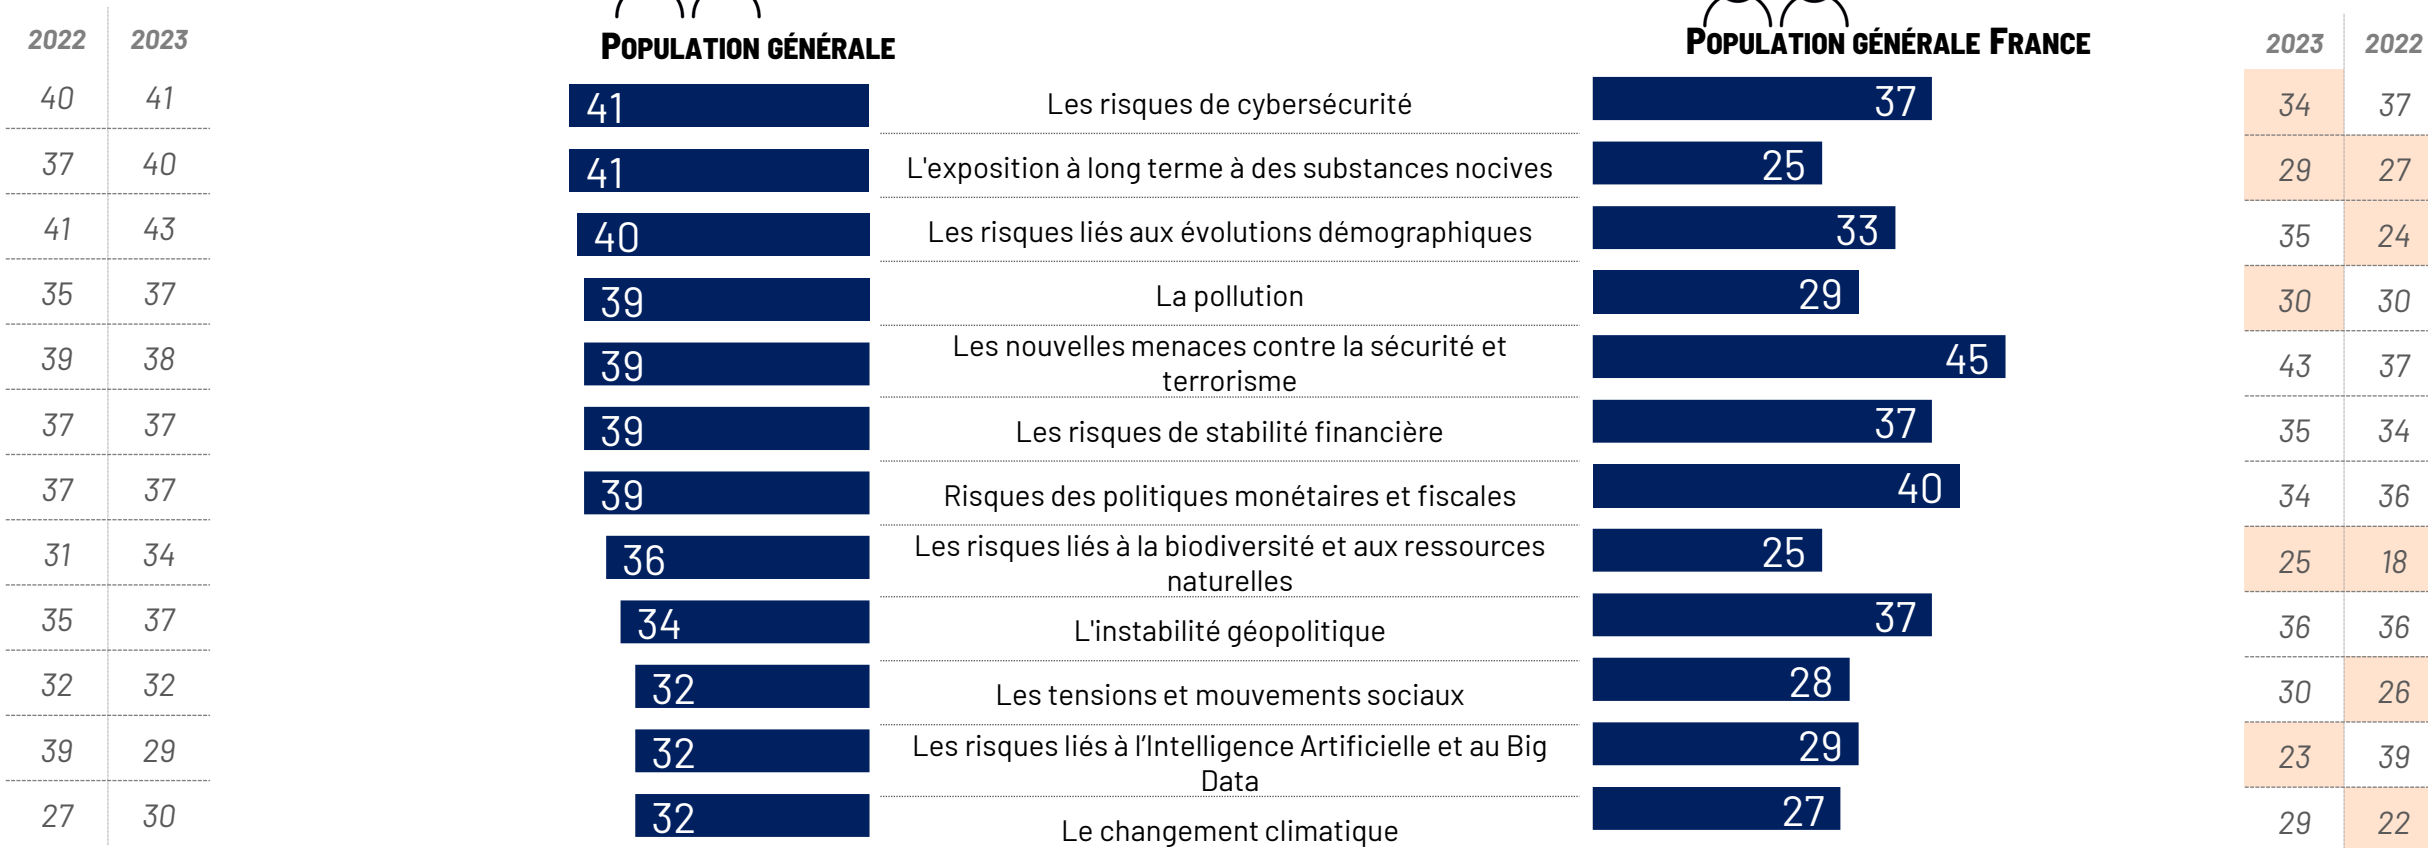 2022 2023 POPULATION GÉNÉRALE POPULATION GÉNÉRALE FRANCE 2023 2022
40 41 41 Les risques de cybersécurité 37 34 37
37 40 41 L'exposition à long terme à des substances nocives 25 29 27
41 43 40 Les risques liés aux évolutions démographiques 33 35 24
35 37 39 La pollution 29 30 30
39 38 39 Les nouvelles menaces contre la sécurité et
terrorisme 45 43 37
37 37 39 Les risques de stabilité financière 37 35 34
37 37 39 Risques des politiques monétaires et fiscales 40 34 36
31 34 36 Les risques liés à la biodiversité et aux ressources
naturelles 25 25 18
35 37 34 L'instabilité géopolitique 37 36 36
32 32 32 Les tensions et mouvements sociaux 28 30 26
39 29 32 Les risques liés à l’Intelligence Artificielle et au Big
Data 29 23 39
27 30 32 Le changement climatique 27 29 22